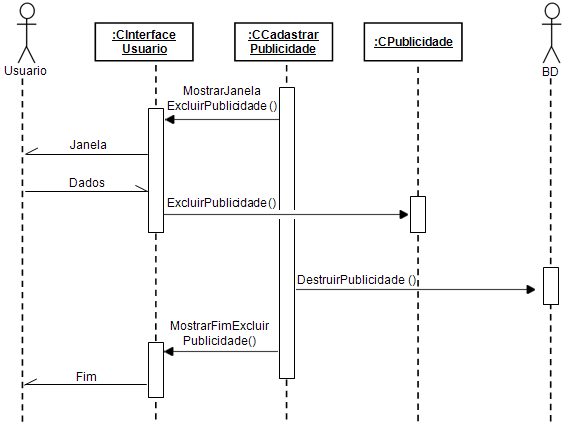 :CInterface
Usuario
:CCadastrar
Publicidade
:CPublicidade
Usuario
BD
MostrarJanela
ExcluirPublicidade()
Janela
Dados
ExcluirPublicidade()
DestruirPublicidade ()
MostrarFimExcluir
Publicidade()
Fim